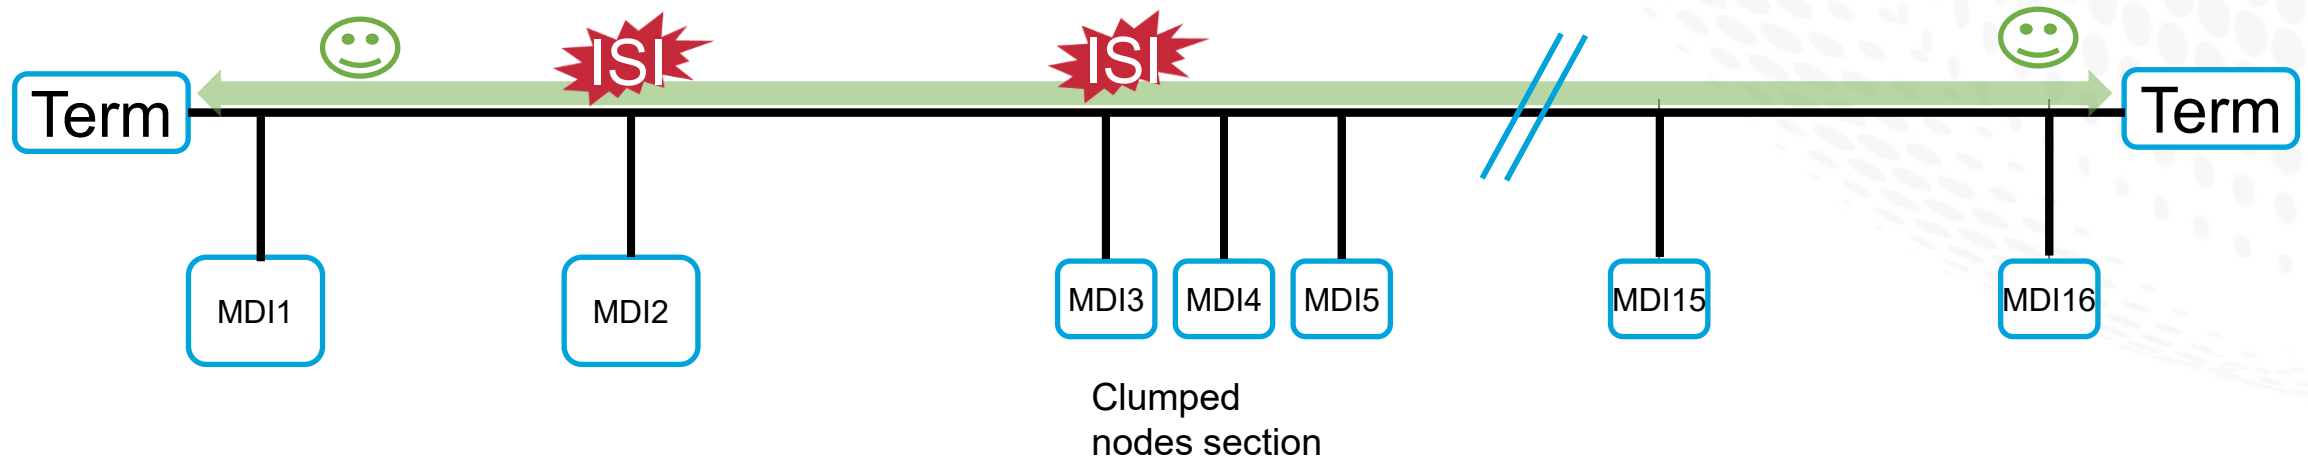 ISI
ISI
Term
Term
MDI1
MDI2
MDI3
MDI4
MDI5
MDI15
MDI16
Clumped
nodes section